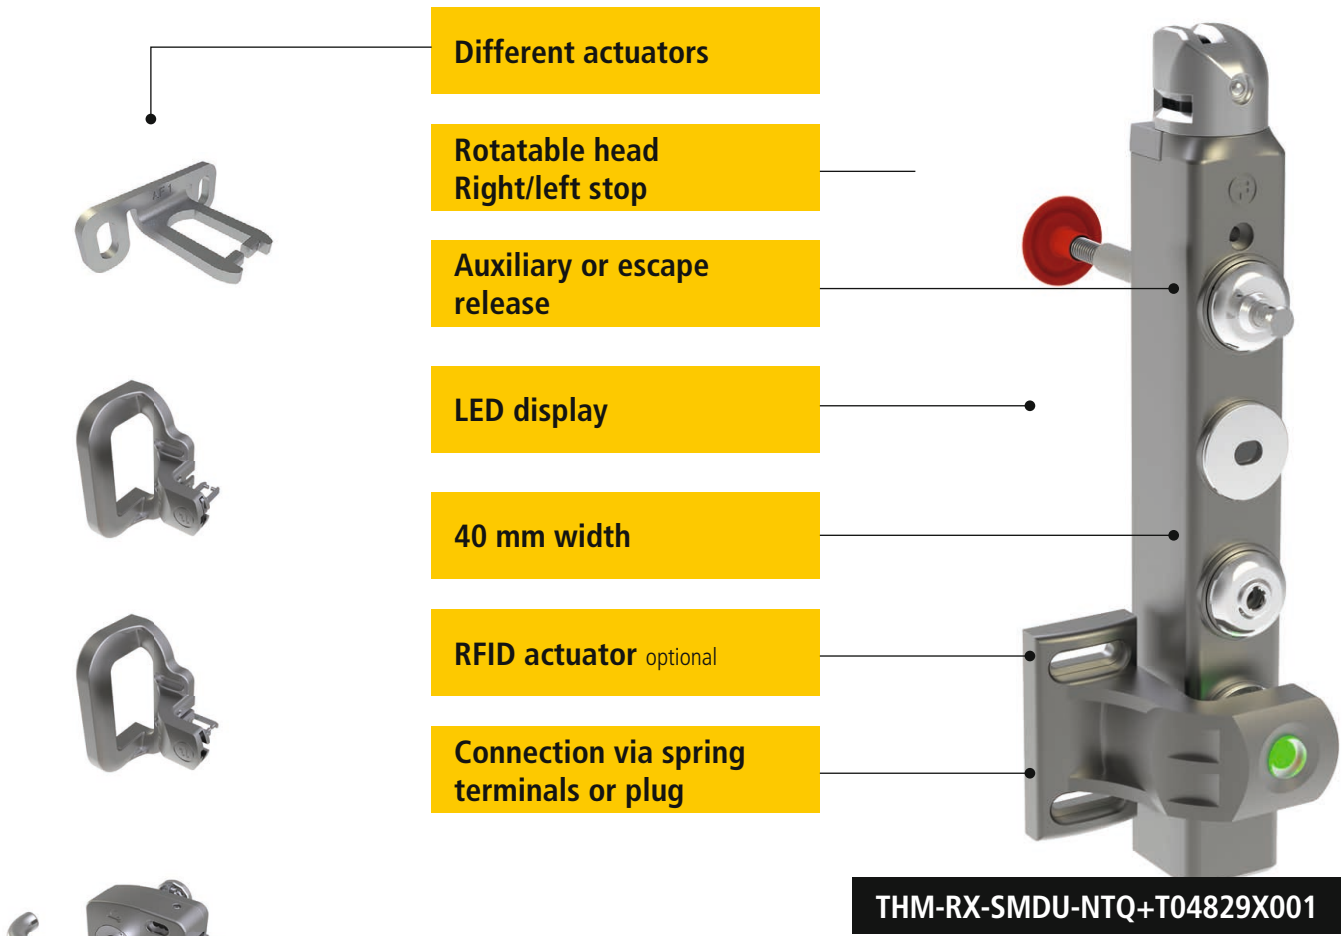 Different actuators
Rotatable head
Right/left stop
Auxiliary or escape
release
LED display
40 mm width
RFID actuator optional
Connection via spring
terminals or plug
THM-RX-SMDU-NTQ+T04829X001